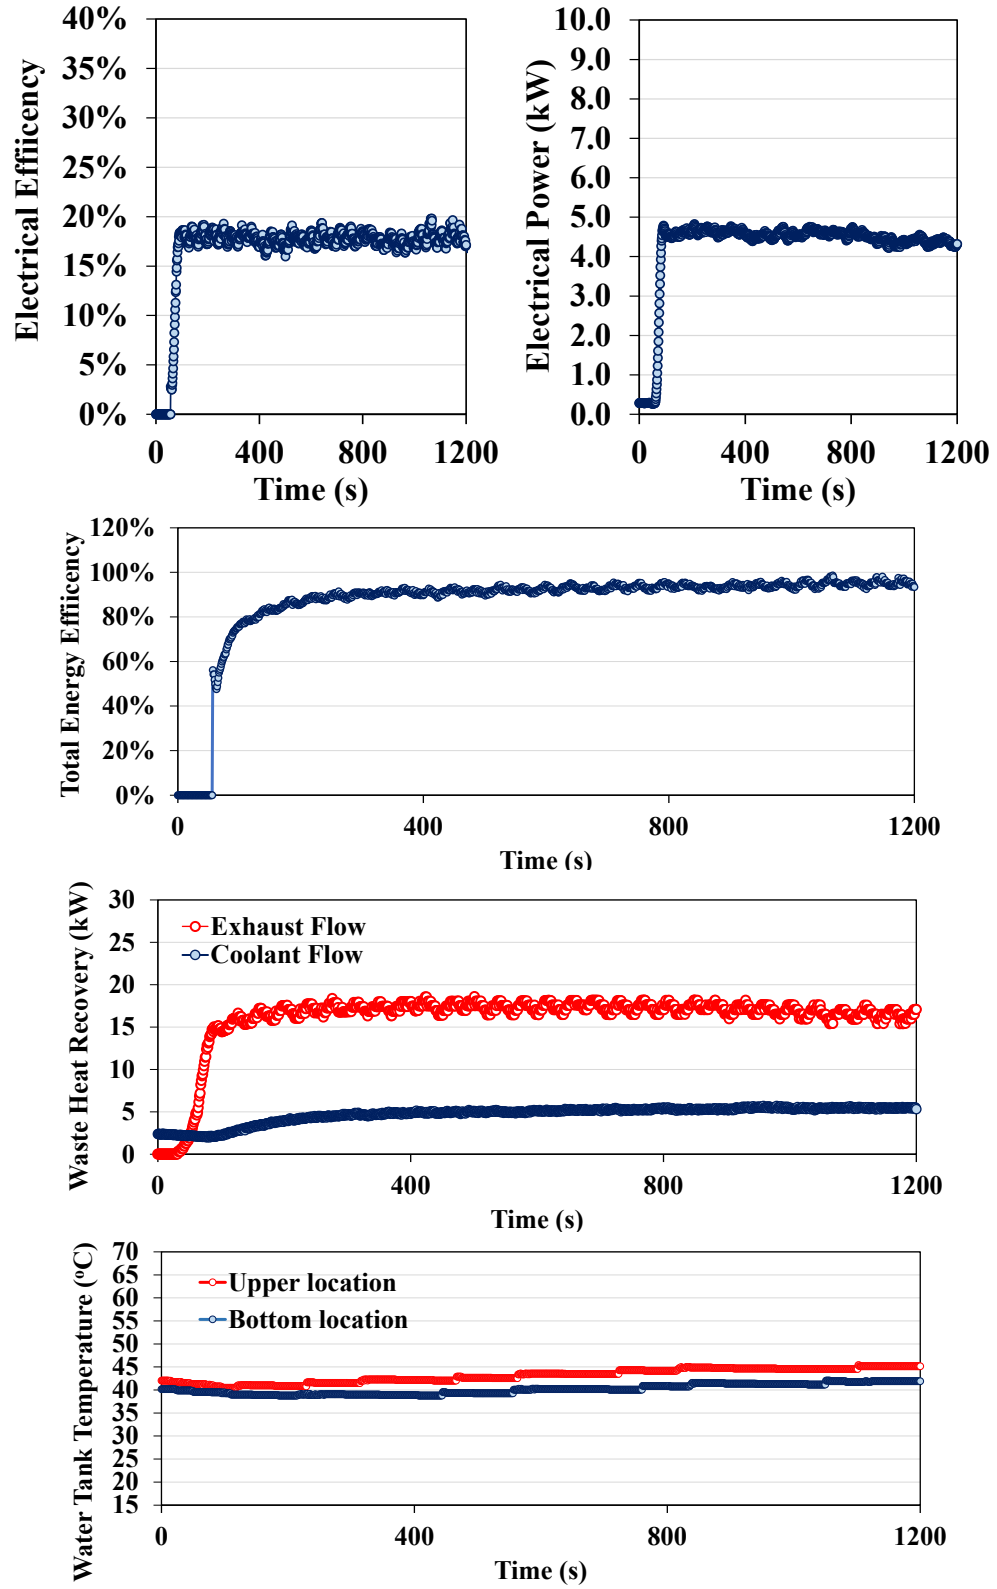 Electrical Effiicency
40%
35%
30%
25%
20%
15%
10%
5%
0%
0 400 800 1200
Time (s)
Electrical Power (kW)
10.0
9.0
8.0
7.0
6.0
5.0
4.0
3.0
2.0
1.0
0.0
0 400 800 1200
Time (s)
Total Energy Effiicency
120%
100%
80%
60%
40%
20%
0%
0 400 800 1200
Time (s)
Waste Heat Recovery (kW)
30
25
20
15
10
5
0
Exhaust Flow
Coolant Flow
0 400 800 1200
Time (s)
Water Tank Temperature (°C)
70
65
60
55
50
45
40
35
30
25
20
15
Upper location
Bottom location
0 400 800 1200
Time (s)